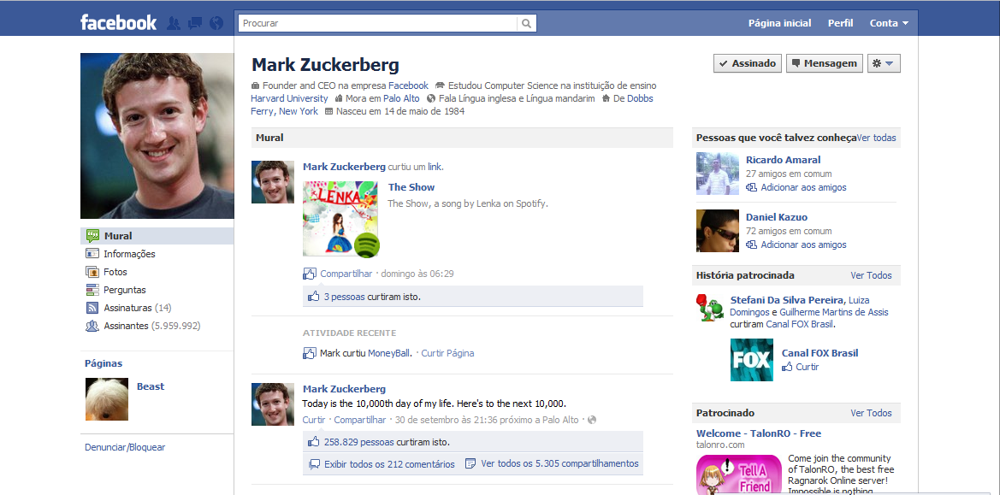 facebook
Procurar
Página inicial Perfil Conta
Mark Zuckerberg
Assinado Mensagem
Founder and CEO na empresa Facebook Estudou Computer Science na instituição de ensino
Harvard University Mora em Palo Alto Fala Língua inglesa e Língua mandarim De Dobbs
Ferry, New York Nasceu em 14 de maio de 1984
Mural
Informações
Fotos
Perguntas
Assinaturas (14)
Assinantes (5.959.992)
Páginas
Beast
Denunciar/Bloquear
Mural
Mark Zuckerberg curtiu um link.
LENKA
The Show
The Show, a song by Lenka on Spotify.
Compartilhar · domingo às 06:29
3 pessoas curtiram isto.
ATIVIDADE RECENTE
Mark curtiu MoneyBall. · Curtir Página
Mark Zuckerberg
Today is the 10,000th day of my life. Here's to the next 10,000.
Curtir · Compartilhar · 30 de setembro às 21:36 próximo a Palo Alto ·
258.829 pessoas curtiram isto.
Exibir todos os 212 comentários Ver todos os 5.305 compartilhamentos
Pessoas que você talvez conheça Ver todas
Ricardo Amaral
27 amigos em comum
Adicionar aos amigos
Daniel Kazuo
72 amigos em comum
Adicionar aos amigos
História patrocinada Ver Todos
Stefani Da Silva Pereira, Luiza
Domingos e Guilherme Martins de Assis
curtiram Canal FOX Brasil.
FOX
Canal FOX Brasil
Curtir
Patrocinado Ver Todos
Welcome - TalonRO - Free
talonro.com
Tell A
Friend
Come join the community
of TalonRO, the best free
Ragnarok Online server!
Impossible is nothing